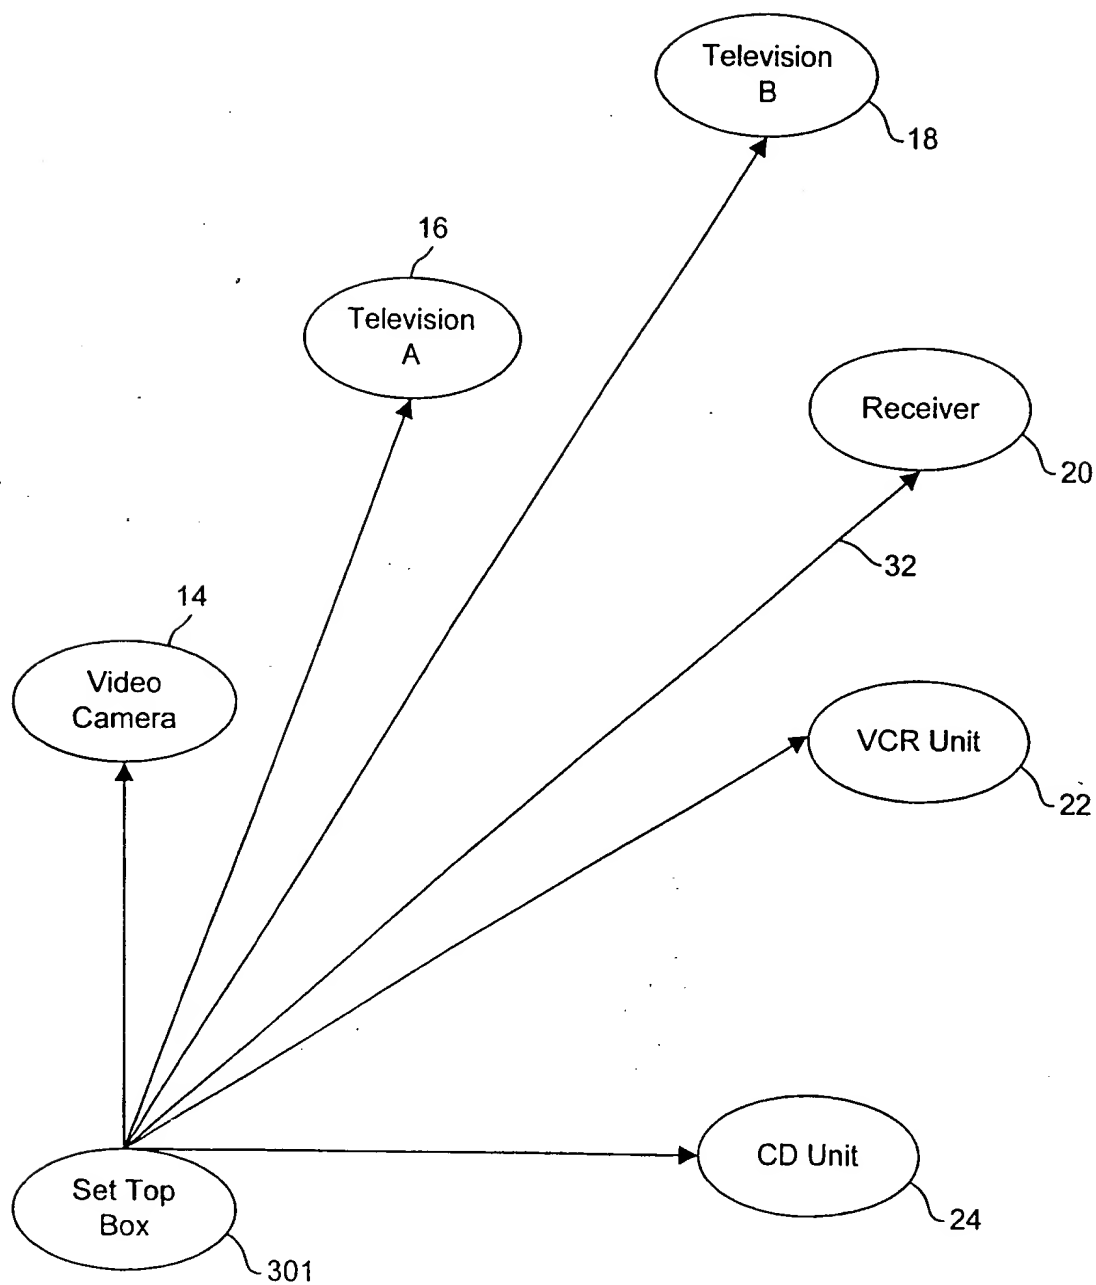 Television
B
18
16
Television
A
Receiver
20
32
14
Video
Camera
VCR Unit
22
CD Unit
24
Set Top
Box
301